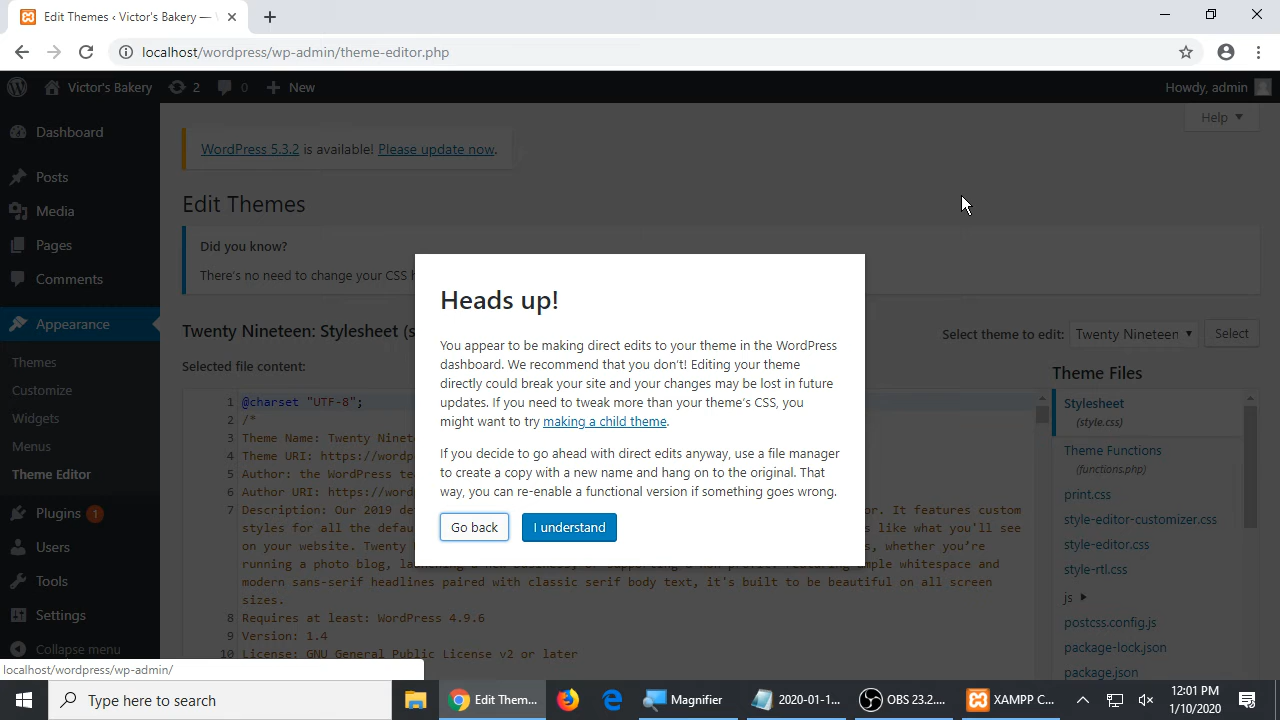 Edit Themes ‹ Victor's Bakery —
localhost/wordpress/wp-admin/theme-editor.php
Victor's Bakery 2 0 New
Howdy, admin
Dashboard
Posts
Media
Pages
Comments
Appearance
Themes
Customize
Widgets
Menus
Theme Editor
Plugins 1
Users
Tools
Settings
Collapse menu
Help
WordPress 5.3.2 is available! Please update now.
Edit Themes
Did you know?
There's no need to change your CSS
Twenty Nineteen: Stylesheet
Select theme to edit: Twenty Nineteen Select
Selected file content:
Heads up!
You appear to be making direct edits to your theme in the WordPress
dashboard. We recommend that you don't! Editing your theme
directly could break your site and your changes may be lost in future
updates. If you need to tweak more than your theme's CSS, you
might want to try making a child theme.
If you decide to go ahead with direct edits anyway, use a file manager
to create a copy with a new name and hang on to the original. That
way, you can re-enable a functional version if something goes wrong.
Go back I understand
1 @charset "UTF-8";
2 /*
3 Theme Name: Twenty
4 Theme URI:
5 Author: the WordPress
6 Author URI:
7 Description: Our 2019 It features custom
styles for all the like what you'll see
on your website. Twenty whether you're
running a photo blog,
modern sans-serif headlines paired with classic serif body text, it's built to be beautiful on all screen
sizes.
8 Requires at least: WordPress 4.9.6
9 Version: 1.4
10 License: GNU General Public License v2 or later
Theme Files
Stylesheet
(style.css)
Theme Functions
(functions.php)
print.css
style-editor-customizer.css
style-editor.css
style-rtl.css
js
postcss.config.js
package-lock.json
package.json
localhost/wordpress/wp-admin/
Type here to search
Edit Them...
Magnifier
2020-01-1...
OBS 23.2....
XAMPP C...
12:01 PM
1/10/2020